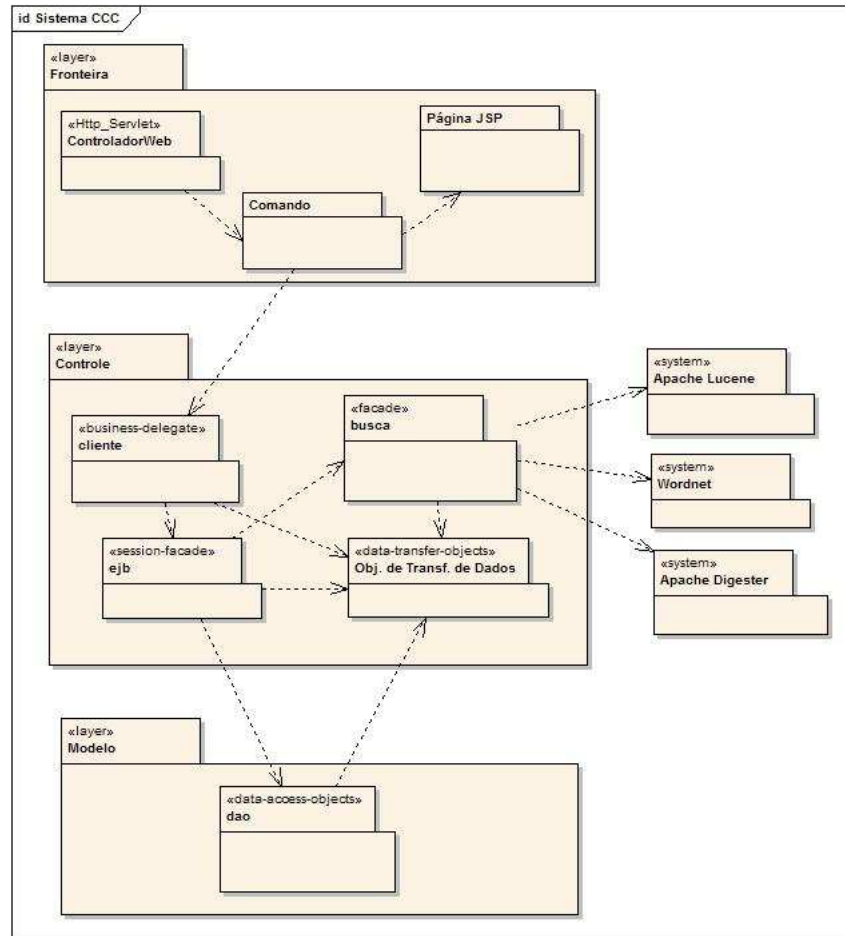 id Sistema CCC
«layer»
Fronteira
«Http_Servlet»
ControladorWeb
Página JSP
Comando
«layer»
Controle
«business-delegate»
cliente
«facade»
busca
«session-facade»
ejb
«data-transfer-objects»
Obj. de Transf. de Dados
«system»
Apache Lucene
«system»
Wordnet
«system»
Apache Digester
«layer»
Modelo
«data-access-objects»
dao